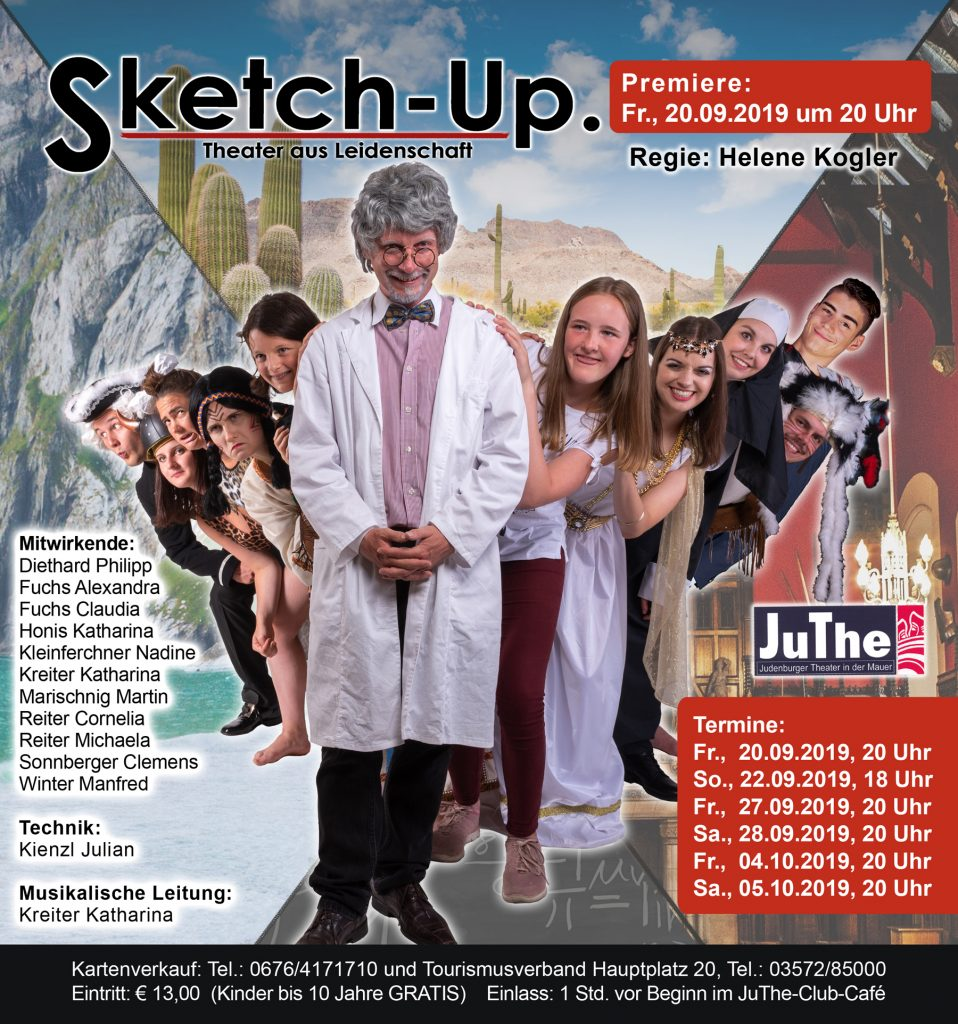 Sketch-Up.
Theater aus Leidenschaft
Premiere:
Fr., 20.09.2019 um 20 Uhr
Regie: Helene Kogler
Mitwirkende:
Diethard Philipp
Fuchs Alexandra
Fuchs Claudia
Honis Katharina
Kleinferchner Nadine
Kreiter Katharina
Marischnig Martin
Reiter Cornelia
Reiter Michaela
Sonnberger Clemens
Winter Manfred
Technik:
Kienzl Julian
Musikalische Leitung:
Kreiter Katharina
JuThe
Judenburger Theater in der Mauer
Termine:
Fr., 20.09.2019, 20 Uhr
So., 22.09.2019, 18 Uhr
Fr., 27.09.2019, 20 Uhr
Sa., 28.09.2019, 20 Uhr
Fr., 04.10.2019, 20 Uhr
Sa., 05.10.2019, 20 Uhr
Kartenverkauf: Tel.: 0676/4171710 und Tourismusverband Hauptplatz 20, Tel.: 03572/85000
Eintritt: € 13,00 (Kinder bis 10 Jahre GRATIS) Einlass: 1 Std. vor Beginn im JuThe-Club-Café